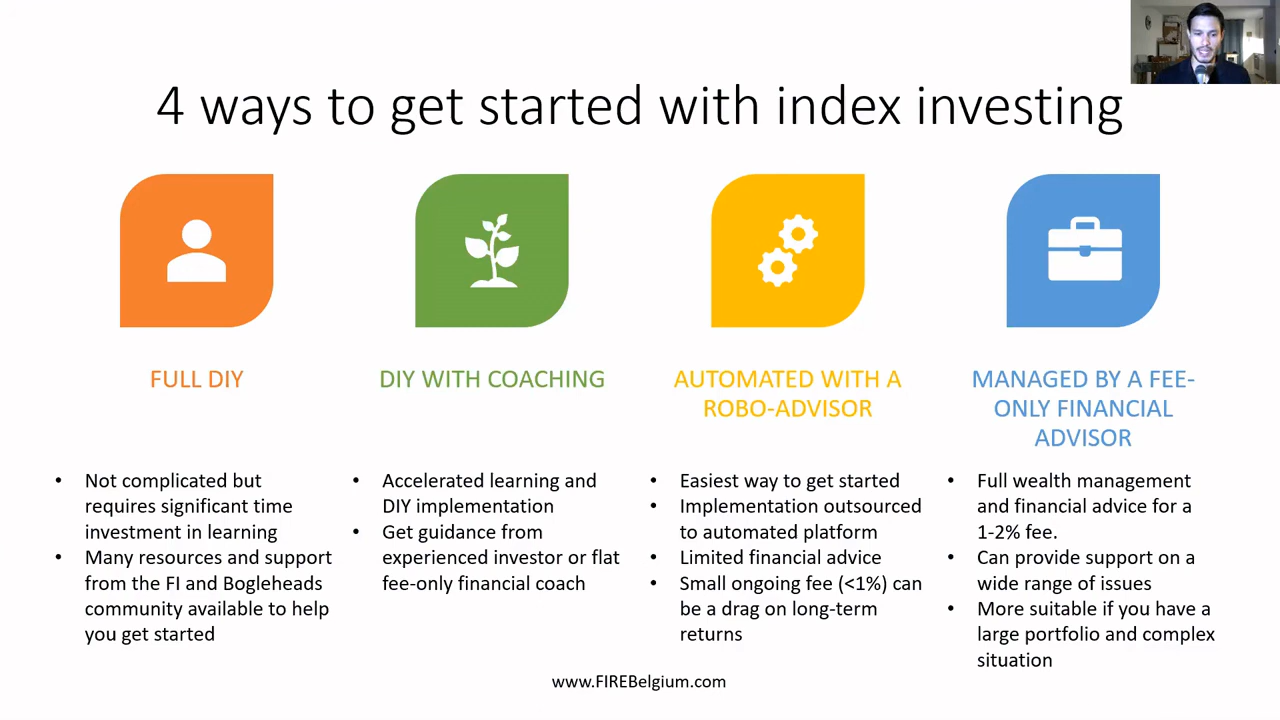 4 ways to get started with index investing
FULL DIY
• Not complicated but
requires significant time
investment in learning
• Many resources and support
from the FI and Bogleheads
community available to help
you get started
DIY WITH COACHING
• Accelerated learning and
DIY implementation
• Get guidance from
experienced investor or flat
fee-only financial coach
AUTOMATED WITH A
ROBO-ADVISOR
• Easiest way to get started
• Implementation outsourced
to automated platform
• Limited financial advice
• Small ongoing fee (<1%) can
be a drag on long-term
returns
MANAGED BY A FEE-
ONLY FINANCIAL
ADVISOR
• Full wealth management
and financial advice for a
1-2% fee.
• Can provide support on a
wide range of issues
• More suitable if you have a
large portfolio and complex
situation
www.FIREBelgium.com